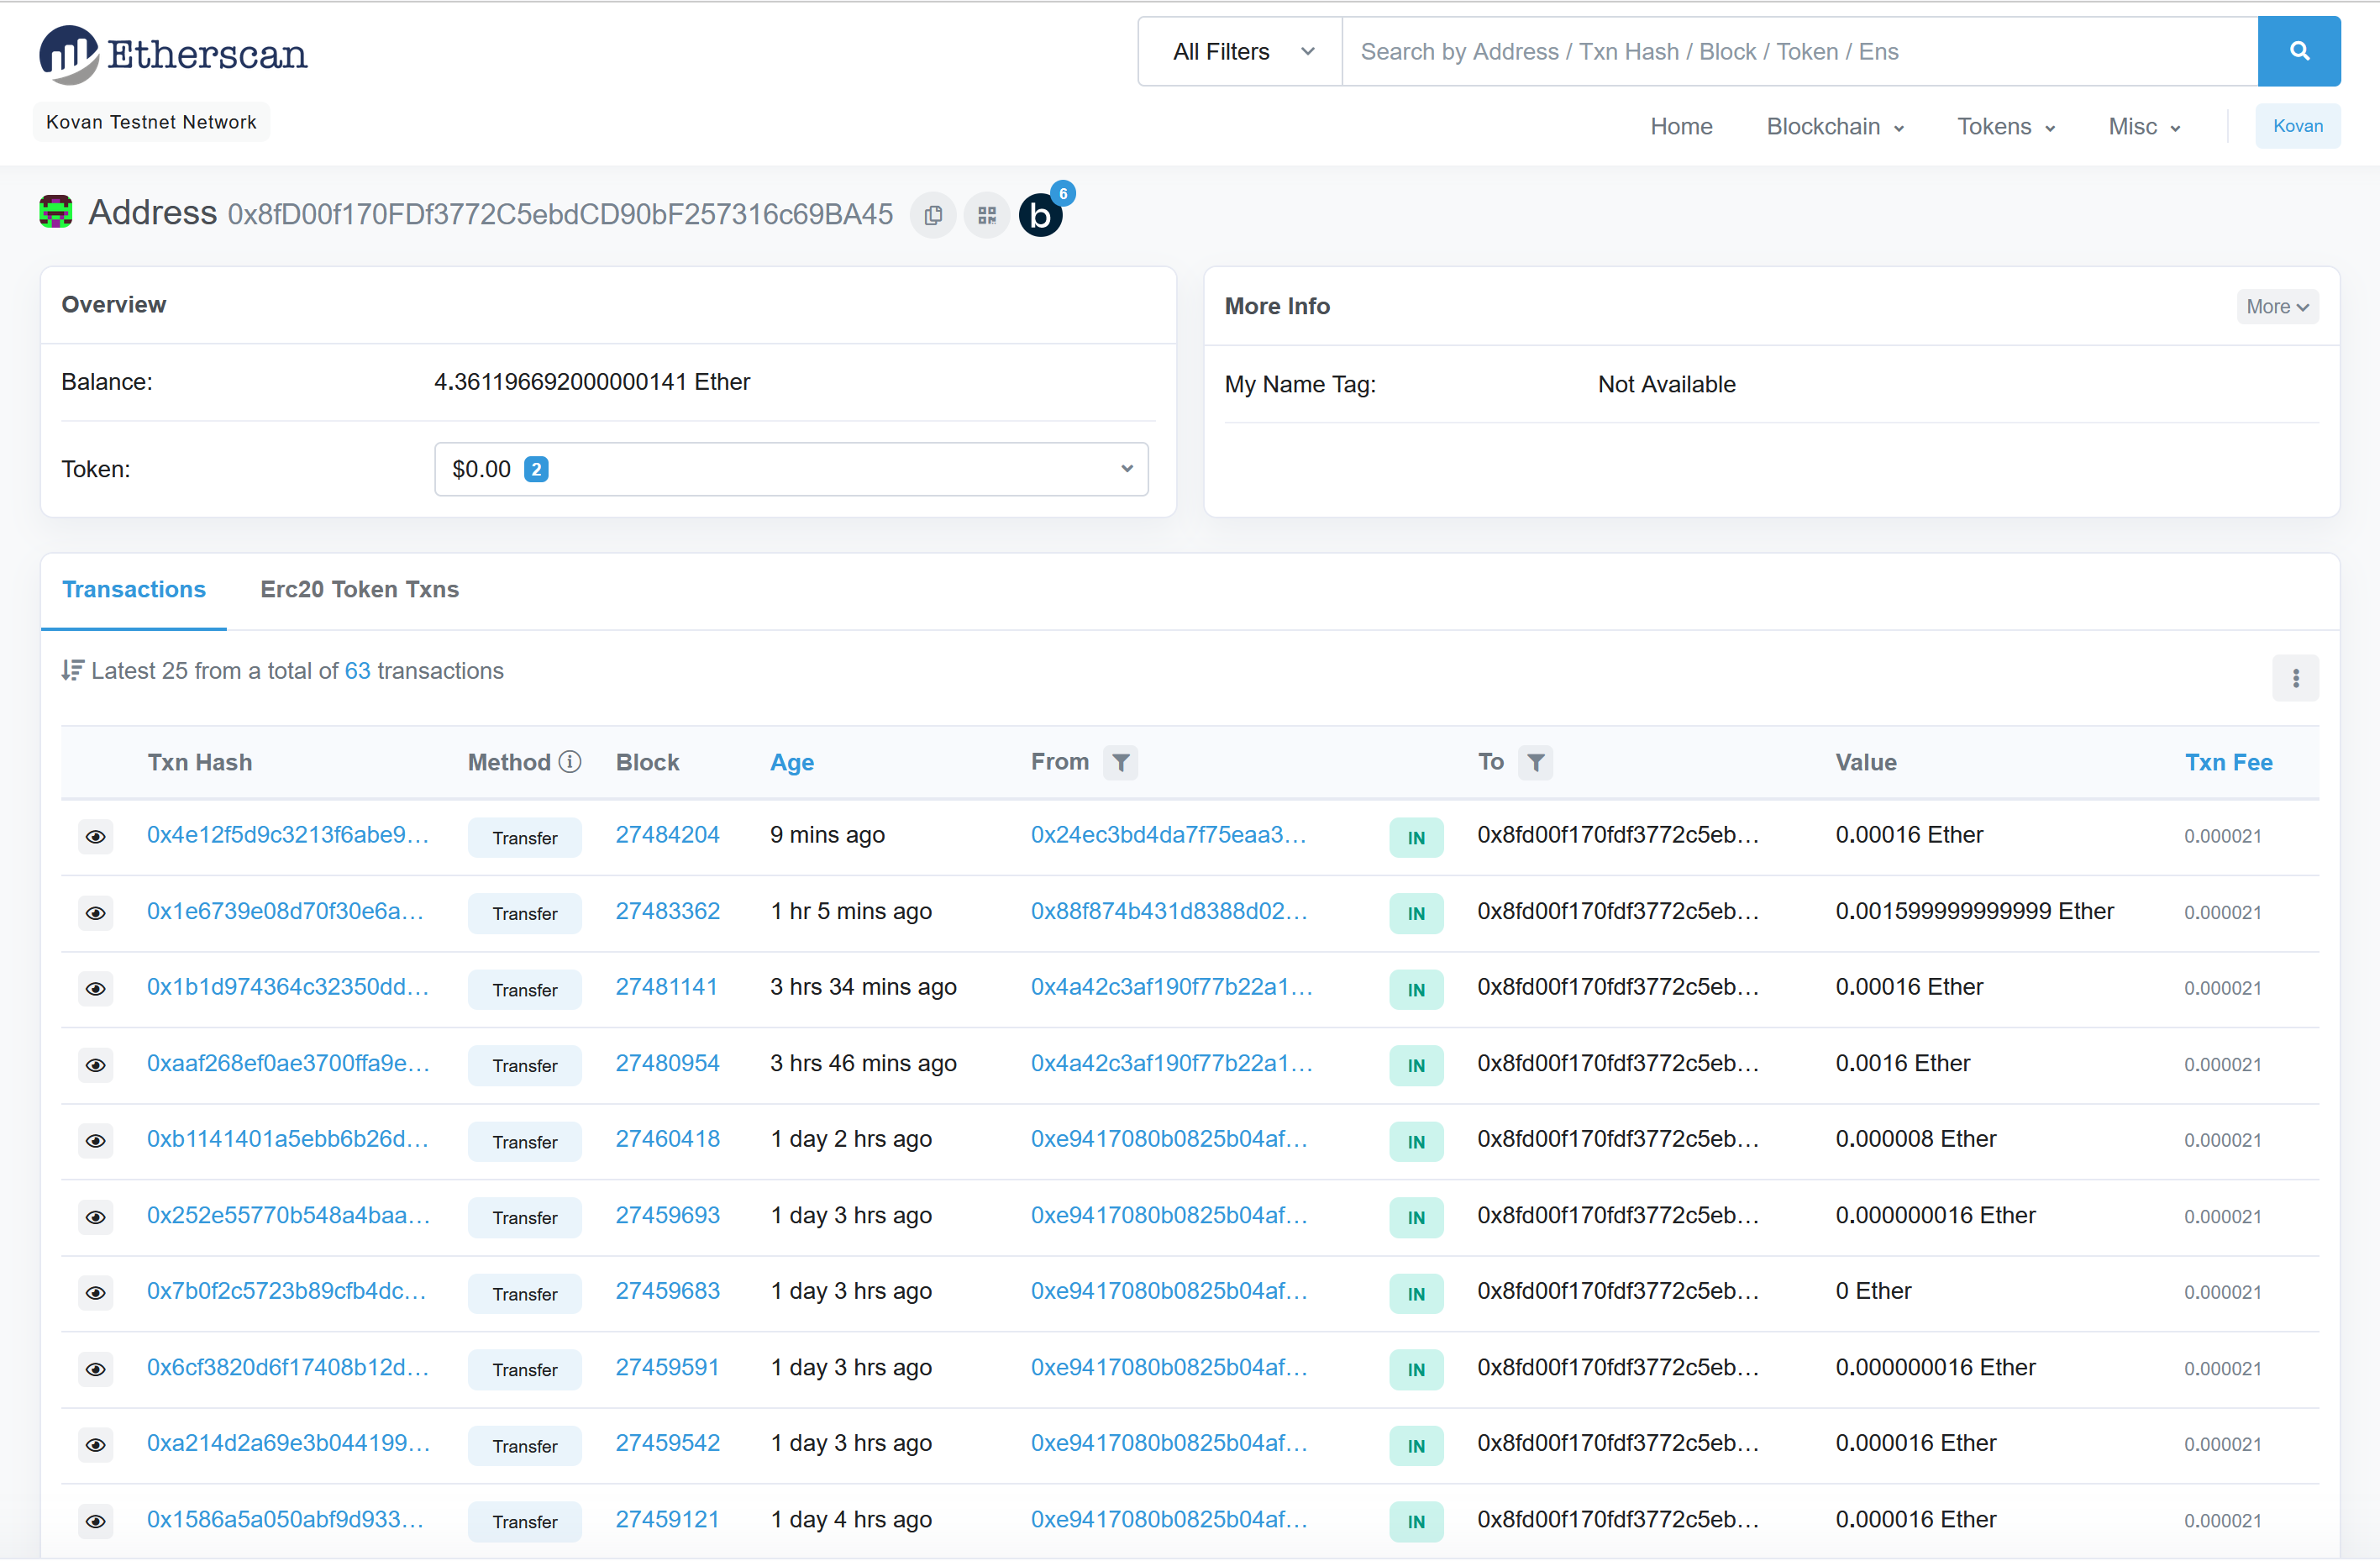 Etherscan
All Filters Search by Address / Txn Hash / Block / Token / Ens
Kovan Testnet Network
Home Blockchain Tokens Misc Kovan
Address 0x8fD00f170FDf3772C5ebdCD90bF257316c69BA45 b 6
Overview
Balance: 4.361196692000000141 Ether
Token: $0.00 2
More Info More
My Name Tag: Not Available
Transactions Erc20 Token Txns
Latest 25 from a total of 63 transactions
Txn Hash Method Block Age From To Value Txn Fee
0x4e12f5d9c3213f6abe9... Transfer 27484204 9 mins ago 0x24ec3bd4da7f75eaa3... IN 0x8fd00f170fdf3772c5eb... 0.00016 Ether 0.000021
0x1e6739e08d70f30e6a... Transfer 27483362 1 hr 5 mins ago 0x88f874b431d8388d02... IN 0x8fd00f170fdf3772c5eb... 0.001599999999999 Ether 0.000021
0x1b1d974364c32350dd... Transfer 27481141 3 hrs 34 mins ago 0x4a42c3af190f77b22a1... IN 0x8fd00f170fdf3772c5eb... 0.00016 Ether 0.000021
0xaaf268ef0ae3700ffa9e... Transfer 27480954 3 hrs 46 mins ago 0x4a42c3af190f77b22a1... IN 0x8fd00f170fdf3772c5eb... 0.0016 Ether 0.000021
0xb1141401a5ebb6b26d... Transfer 27460418 1 day 2 hrs ago 0xe9417080b0825b04af... IN 0x8fd00f170fdf3772c5eb... 0.000008 Ether 0.000021
0x252e55770b548a4baa... Transfer 27459693 1 day 3 hrs ago 0xe9417080b0825b04af... IN 0x8fd00f170fdf3772c5eb... 0.000000016 Ether 0.000021
0x7b0f2c5723b89cfb4dc... Transfer 27459683 1 day 3 hrs ago 0xe9417080b0825b04af... IN 0x8fd00f170fdf3772c5eb... 0 Ether 0.000021
0x6cf3820d6f17408b12d... Transfer 27459591 1 day 3 hrs ago 0xe9417080b0825b04af... IN 0x8fd00f170fdf3772c5eb... 0.000000016 Ether 0.000021
0xa214d2a69e3b044199... Transfer 27459542 1 day 3 hrs ago 0xe9417080b0825b04af... IN 0x8fd00f170fdf3772c5eb... 0.000016 Ether 0.000021
0x1586a5a050abf9d933... Transfer 27459121 1 day 4 hrs ago 0xe9417080b0825b04af... IN 0x8fd00f170fdf3772c5eb... 0.000016 Ether 0.000021